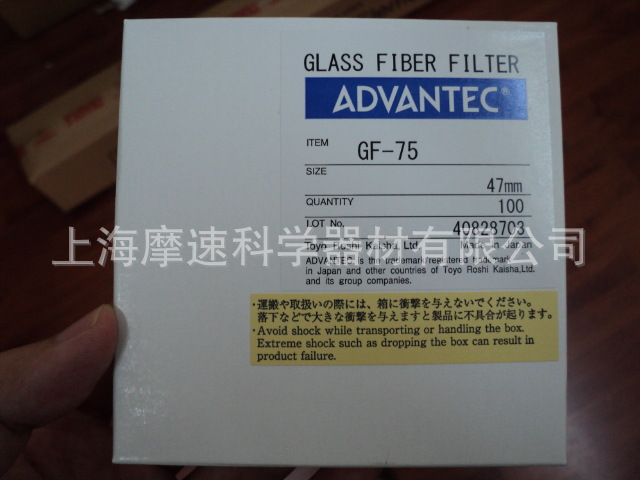 GLASS FIBER FILTER
ADVANTEC®
ITEM
GF-75
SIZE
47mm
QUANTITY
100
LOT No.
40828703
上海摩速科学器材有限公司
Toyo Roshi Kaisha, Ltd. Made in Japan
ADVANTEC is the trademark/registered trademark
in Japan and other countries of Toyo Roshi Kaisha,Ltd.
and its group companies.
・運搬や取扱いの際には、箱に衝撃を与えないでください。
落下などで大きな衝撃を与えますと製品に不具合が起ります。
・Avoid shock while transporting or handling the box.
Extreme shock such as dropping the box can result in
product failure.